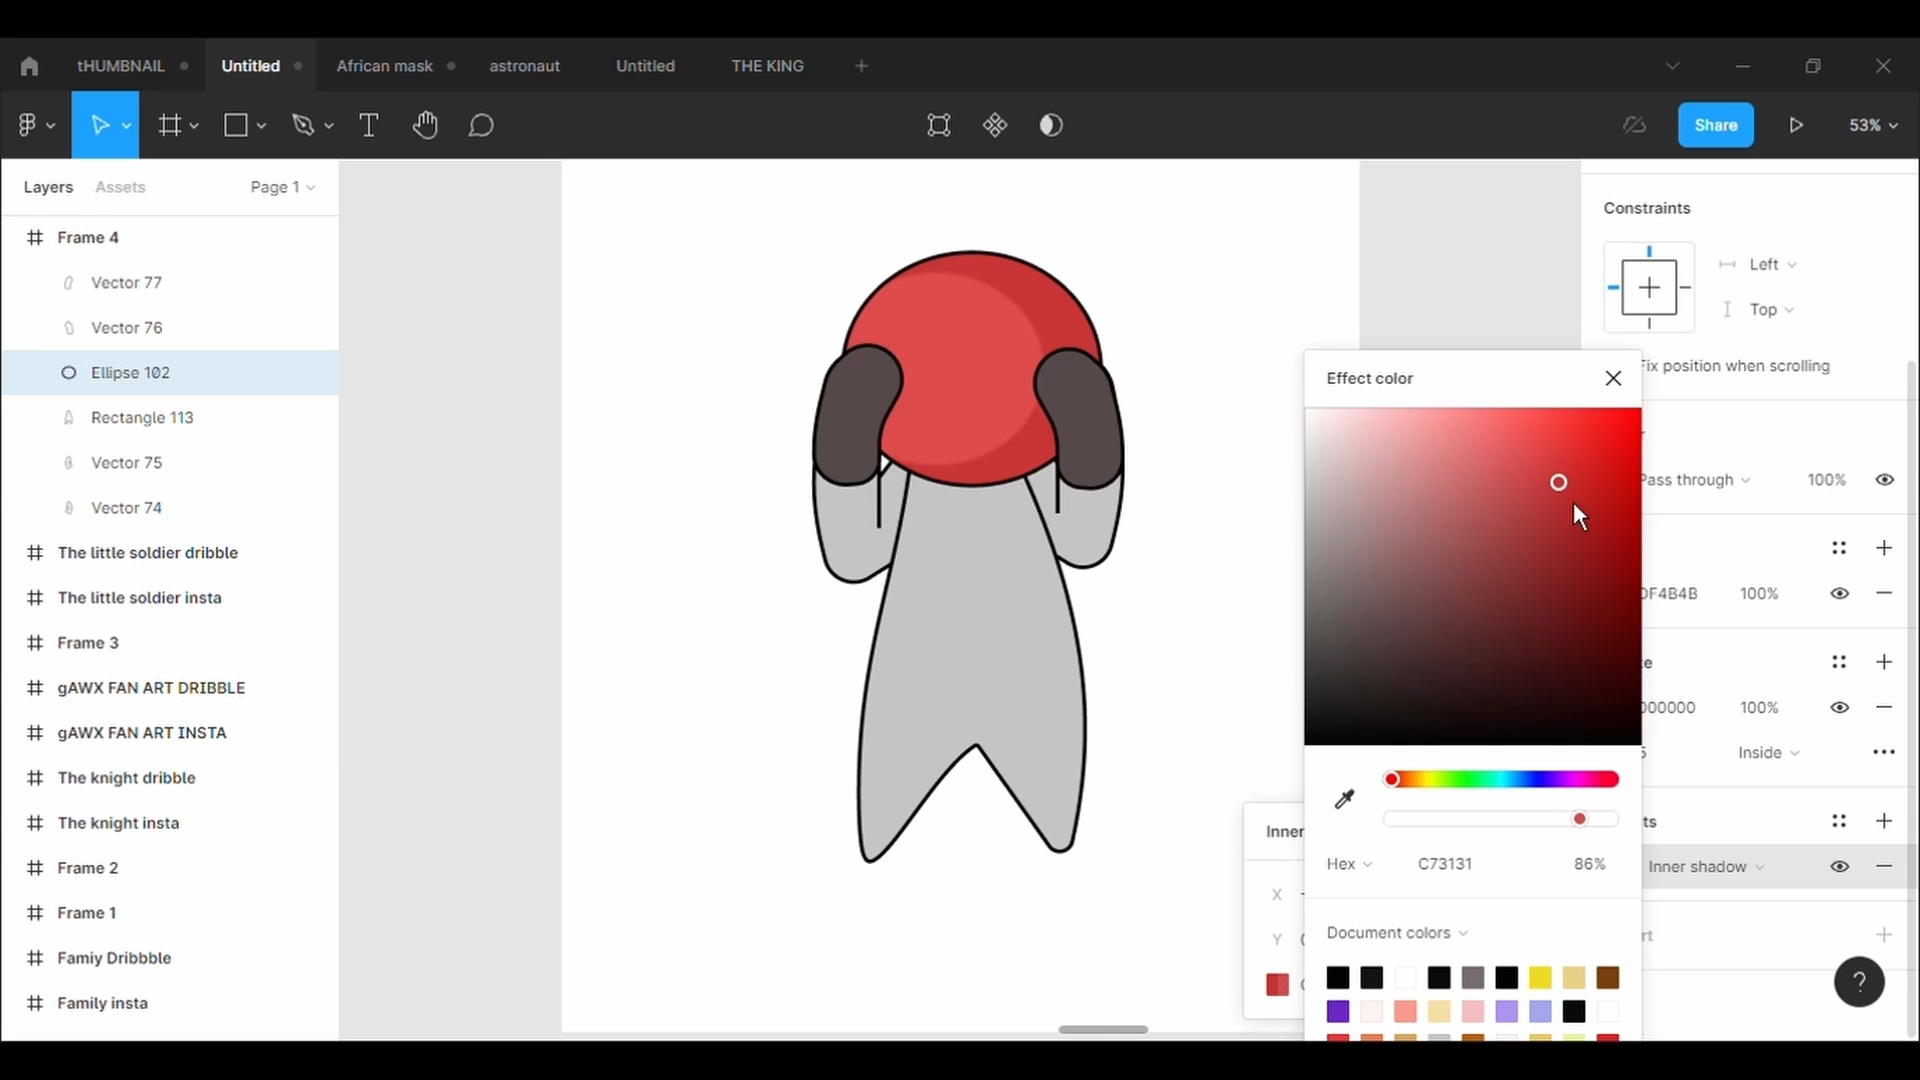 tHUMBNAIL
Untitled
African mask
astronaut
Untitled
THE KING
Share
53%
Layers
Assets
Page 1
Frame 4
Vector 77
Vector 76
Ellipse 102
Rectangle 113
Vector 75
Vector 74
The little soldier dribble
The little soldier insta
Frame 3
gAWX FAN ART DRIBBLE
gAWX FAN ART INSTA
The knight dribble
The knight insta
Frame 2
Frame 1
Famiy Dribbble
Family insta
Constraints
Left
Top
Fix position when scrolling
Pass through
100%
DF4B4B
100%
000000
100%
Inside
Inner shadow
Effect color
Hex
C73131
86%
Document colors
Inner
X
Y
?